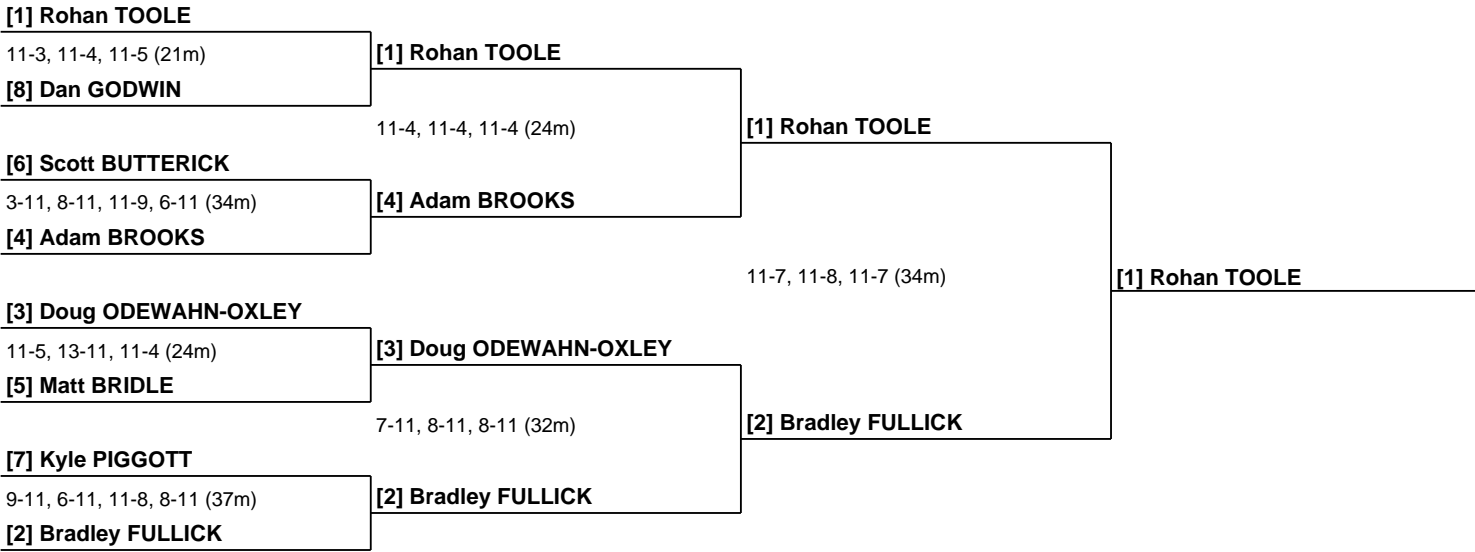 [1] Rohan TOOLE
11-3, 11-4, 11-5 (21m)
[8] Dan GODWIN
[1] Rohan TOOLE
11-4, 11-4, 11-4 (24m)
[6] Scott BUTTERICK
3-11, 8-11, 11-9, 6-11 (34m)
[4] Adam BROOKS
[4] Adam BROOKS
[1] Rohan TOOLE
11-7, 11-8, 11-7 (34m)
[1] Rohan TOOLE
[3] Doug ODEWAHN-OXLEY
11-5, 13-11, 11-4 (24m)
[5] Matt BRIDLE
[3] Doug ODEWAHN-OXLEY
7-11, 8-11, 8-11 (32m)
[2] Bradley FULLICK
[7] Kyle PIGGOTT
9-11, 6-11, 11-8, 8-11 (37m)
[2] Bradley FULLICK
[2] Bradley FULLICK